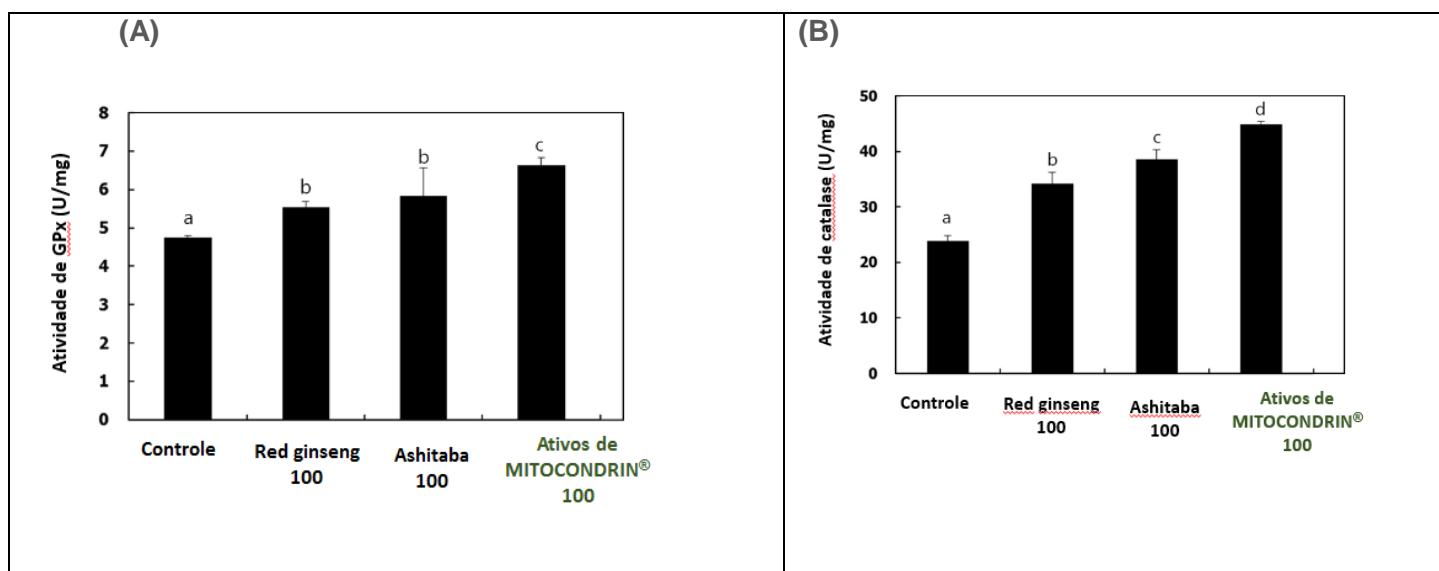 (A)
Atividade de GPx (U/mg)
8
7
6
5
4
3
2
1
0
a
b
b
c
Controle
Red ginseng
100
Ashitaba
100
Ativos de
MITOCONDRIN®
100
(B)
Atividade de catalase (U/mg)
50
40
30
20
10
0
a
b
c
d
Controle
Red ginseng
100
Ashitaba
100
Ativos de
MITOCONDRIN®
100